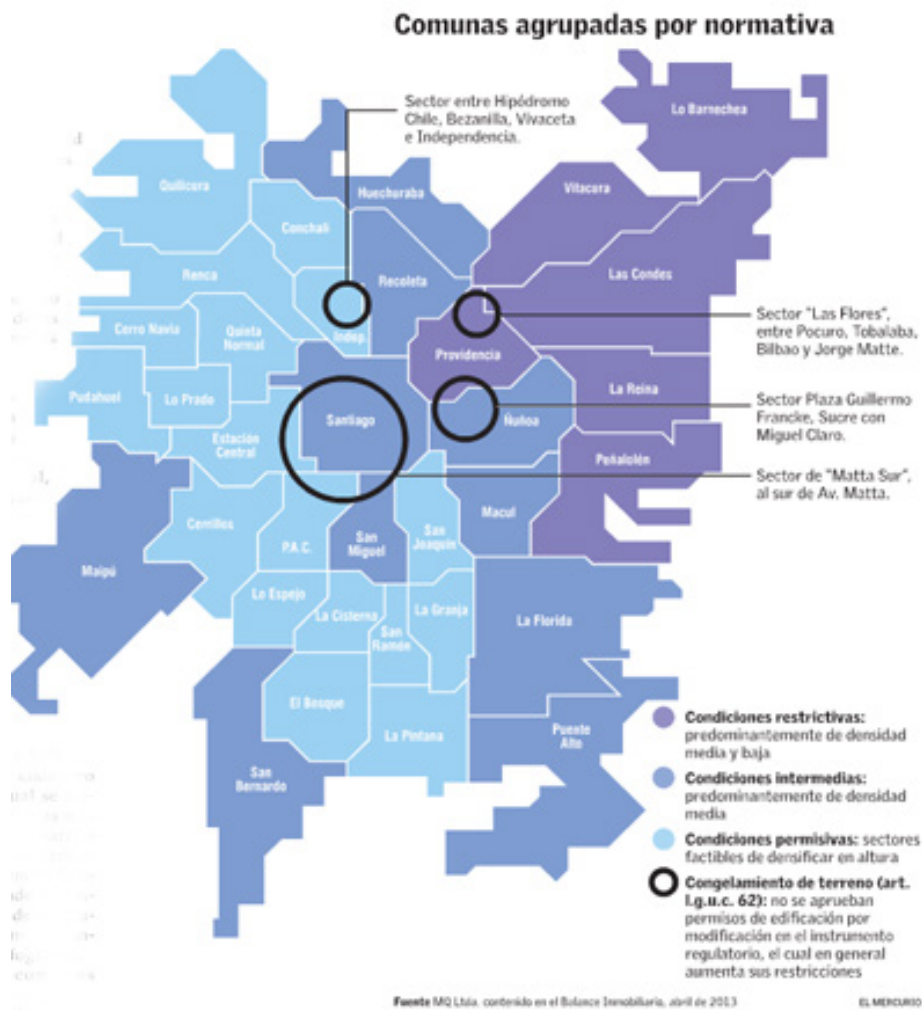 Comunas agrupadas por normativa
Sector entre Hipódromo
Chile, Bezanilla, Vivaceta
e Independencia.
Lo Barnechea
Quilicura
Huechuraba
Vitacura
Conchalí
Renca
Recoleta
Las Condes
Cerro Navia
Quinta
Normal
Indep.
Providencia
Sector "Las Flores",
entre Pocuro, Tobalaba,
Bilbao y Jorge Matte.
Pudahuel
Lo Prado
La Reina
Santiago
Ñuñoa
Sector Plaza Guillermo
Francke, Sucre con
Miguel Claro.
Estación
Central
Peñalolén
Sector de "Matta Sur",
al sur de Av. Matta.
Cerrillos
P.A.C.
San
Miguel
San
Joaquín
Macul
Maipú
Lo Espejo
La Cisterna
San
Ramón
La Granja
La Florida
El Bosque
La Pintana
Puente
Alto
San
Bernardo
Condiciones restrictivas:
predominantemente de densidad
media y baja
Condiciones intermedias:
predominantemente de densidad
media
Condiciones permisivas: sectores
factibles de densificar en altura
Congelamiento de terreno (art.
l.g.u.c. 62): no se aprueban
permisos de edificación por
modificación en el instrumento
regulatorio, el cual en general
aumenta sus restricciones
Fuente MQ Ltda. contenido en el Balance Inmobiliario, abril de 2013
EL MERCURIO